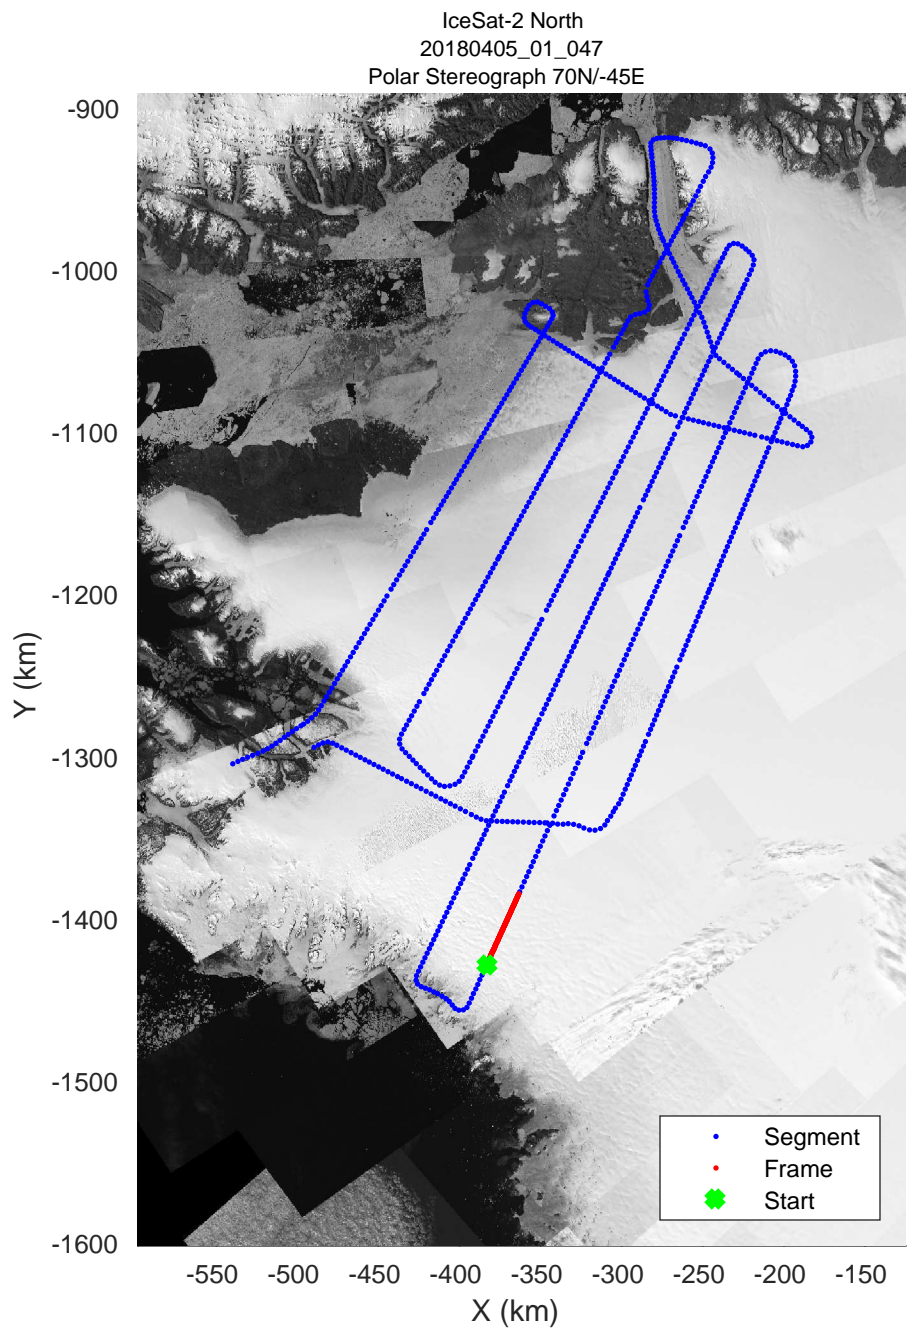 IceSat-2 North
20180405_01_047
Polar Stereograph 70N/-45E
-900
-1000
-1100
-1200
-1300
-1400
-1500
-1600
Y (km)
Segment
Frame
Start
-550 -500 -450 -400 -350 -300 -250 -200 -150
X (km)